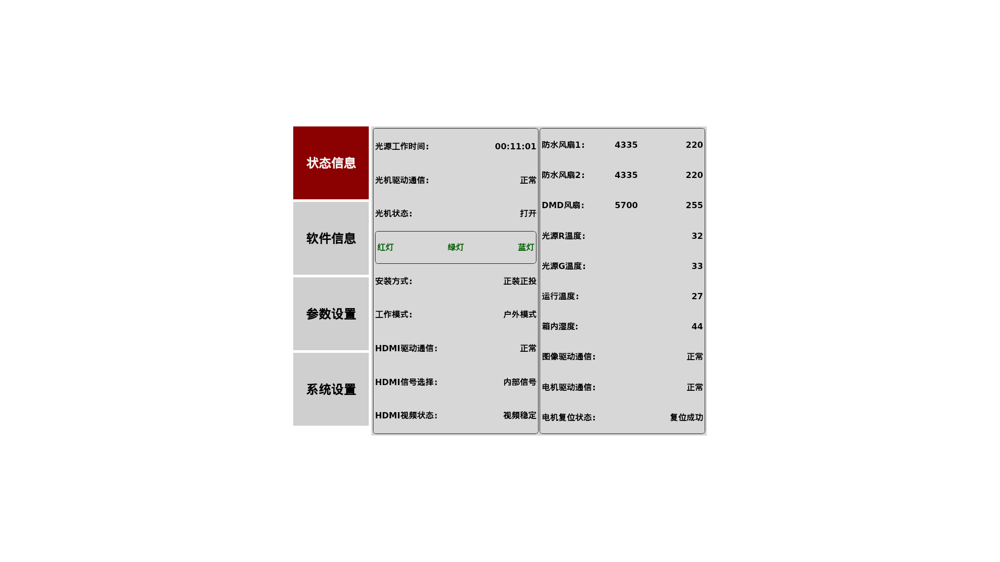 状态信息
软件信息
参数设置
系统设置
光源工作时间: 00:11:01
光机驱动通信: 正常
光机状态: 打开
红灯 绿灯 蓝灯
安装方式: 正装正投
工作模式: 户外模式
HDMI驱动通信: 正常
HDMI信号选择: 内部信号
HDMI视频状态: 视频稳定
防水风扇1: 4335 220
防水风扇2: 4335 220
DMD风扇: 5700 255
光源R温度: 32
光源G温度: 33
运行温度: 27
箱内湿度: 44
图像驱动通信: 正常
电机驱动通信: 正常
电机复位状态: 复位成功